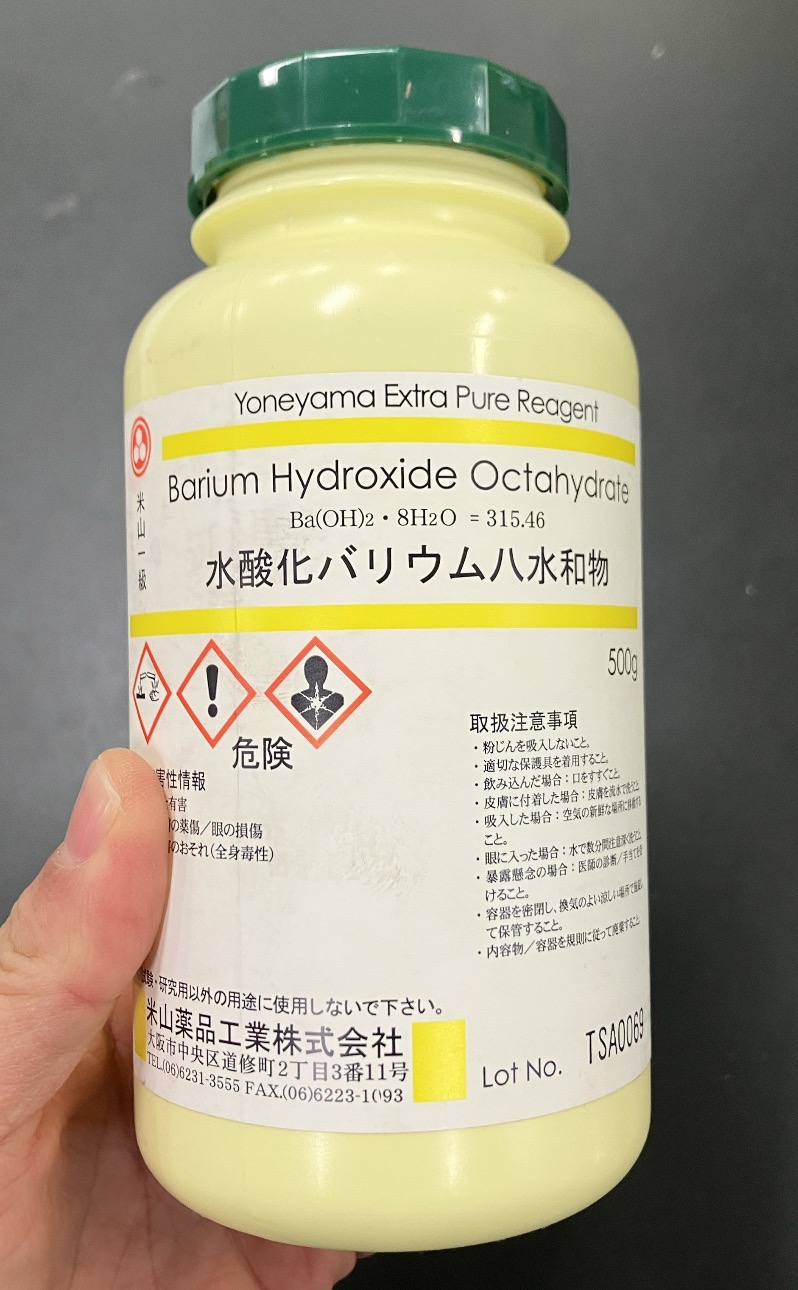 Yoneyama Extra Pure Reagent
米山一級
Barium Hydroxide Octahydrate
Ba(OH)2・8H2O = 315.46
水酸化バリウム八水和物
500g
危険
害性情報
有害
の薬傷／眼の損傷
のおそれ（全身毒性）
取扱注意事項
・粉じんを吸入しないこと。
・適切な保護具を着用すること。
・飲み込んだ場合：口をすすぐこと。
・皮膚に付着した場合：皮膚を流水で洗うこと。
・吸入した場合：空気の新鮮な場所に移動する
こと。
・眼に入った場合：水で数分間注意深く洗うこと。
・暴露懸念の場合：医師の診断／手当てを受
けること。
・容器を密閉し、換気のよい涼しい場所で施錠し
て保管すること。
・内容物／容器を規則に従って廃棄すること
試験・研究用以外の用途に使用しないで下さい。
米山薬品工業株式会社
大阪市中央区道修町2丁目3番11号
TEL.(06)6231-3555 FAX.(06)6223-1093
Lot No. TSA0069